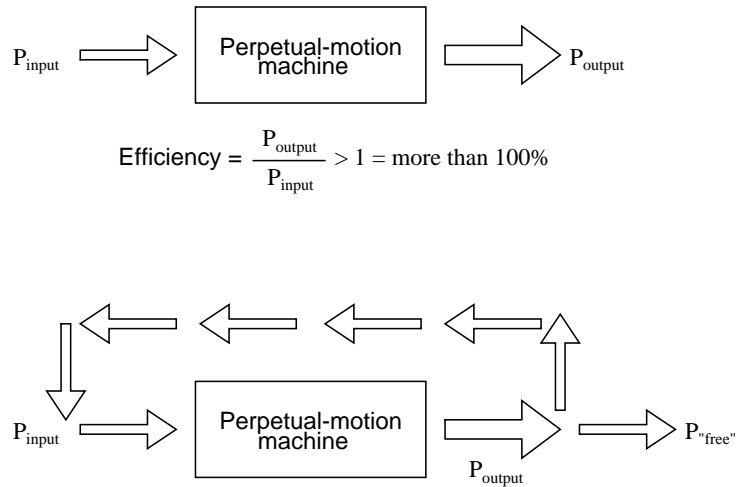 P_input Perpetual-motion machine P_output
Efficiency = P_output / P_input > 1 = more than 100%
P_input Perpetual-motion machine P_output P_"free"